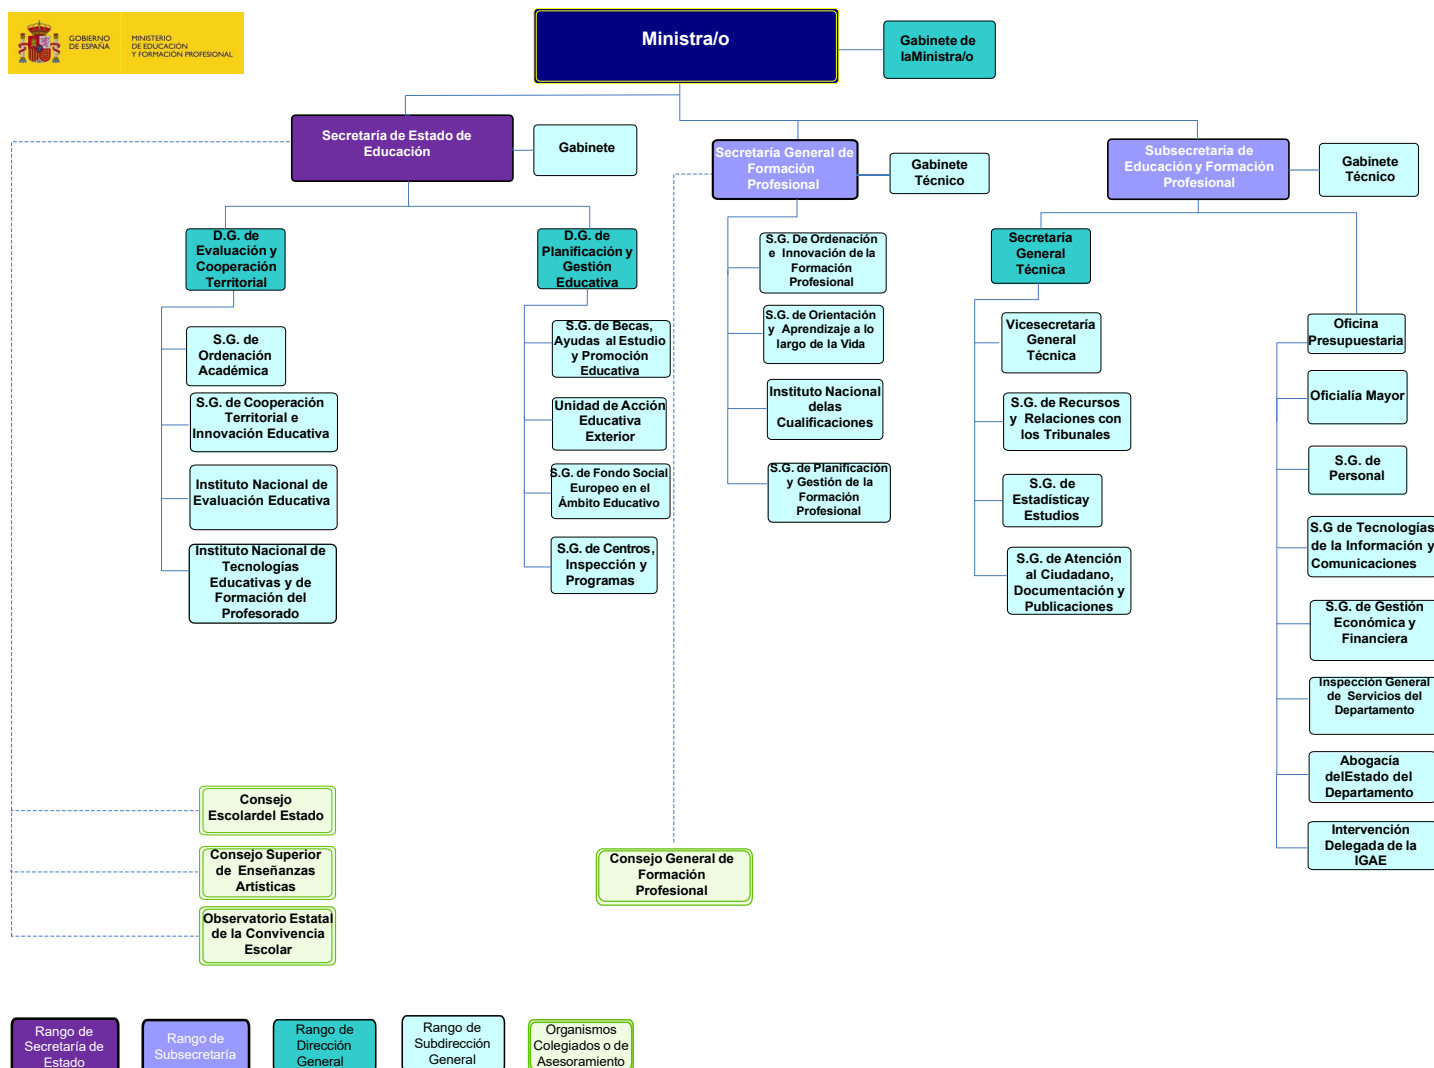 GOBIERNO
DE ESPAÑA
MINISTERIO
DE EDUCACIÓN
Y FORMACIÓN PROFESIONAL
Ministra/o
Gabinete de
laMinistra/o
Secretaría de Estado de
Educación
Gabinete
Secretaría General de
Formación
Profesional
Gabinete
Técnico
Subsecretaría de
Educación y Formación
Profesional
Gabinete
Técnico
D.G. de
Evaluación y
Cooperación
Territorial
S.G. de
Ordenación
Académica
S.G. de Cooperación
Territorial e
Innovación Educativa
Instituto Nacional de
Evaluación Educativa
Instituto Nacional de
Tecnologías
Educativas y de
Formación del
Profesorado
D.G. de
Planificación y
Gestión
Educativa
S.G. de Becas,
Ayudas al Estudio
y Promoción
Educativa
Unidad de Acción
Educativa
Exterior
S.G. de Fondo Social
Europeo en el
Ámbito Educativo
S.G. de Centros,
Inspección y
Programas
S.G. De Ordenación
e Innovación de la
Formación
Profesional
S.G. de Orientación
y Aprendizaje a lo
largo de la Vida
Instituto Nacional
delas
Cualificaciones
S.G. de Planificación
y Gestión de la
Formación
Profesional
Secretaría
General
Técnica
Vicesecretaría
General
Técnica
S.G. de Recursos
y Relaciones con
los Tribunales
S.G. de
Estadísticay
Estudios
S.G. de Atención
al Ciudadano,
Documentación y
Publicaciones
Oficina
Presupuestaria
Oficialía Mayor
S.G. de
Personal
S.G de Tecnologías
de la Información y
Comunicaciones
S.G. de Gestión
Económica y
Financiera
Inspección General
de Servicios del
Departamento
Abogacía
delEstado del
Departamento
Intervención
Delegada de la
IGAE
Consejo
Escolardel Estado
Consejo Superior
de Enseñanzas
Artísticas
Observatorio Estatal
de la Convivencia
Escolar
Consejo General de
Formación
Profesional
Rango de
Secretaría de
Estado
Rango de
Subsecretaría
Rango de
Dirección
General
Rango de
Subdirección
General
Organismos
Colegiados o de
Asesoramiento